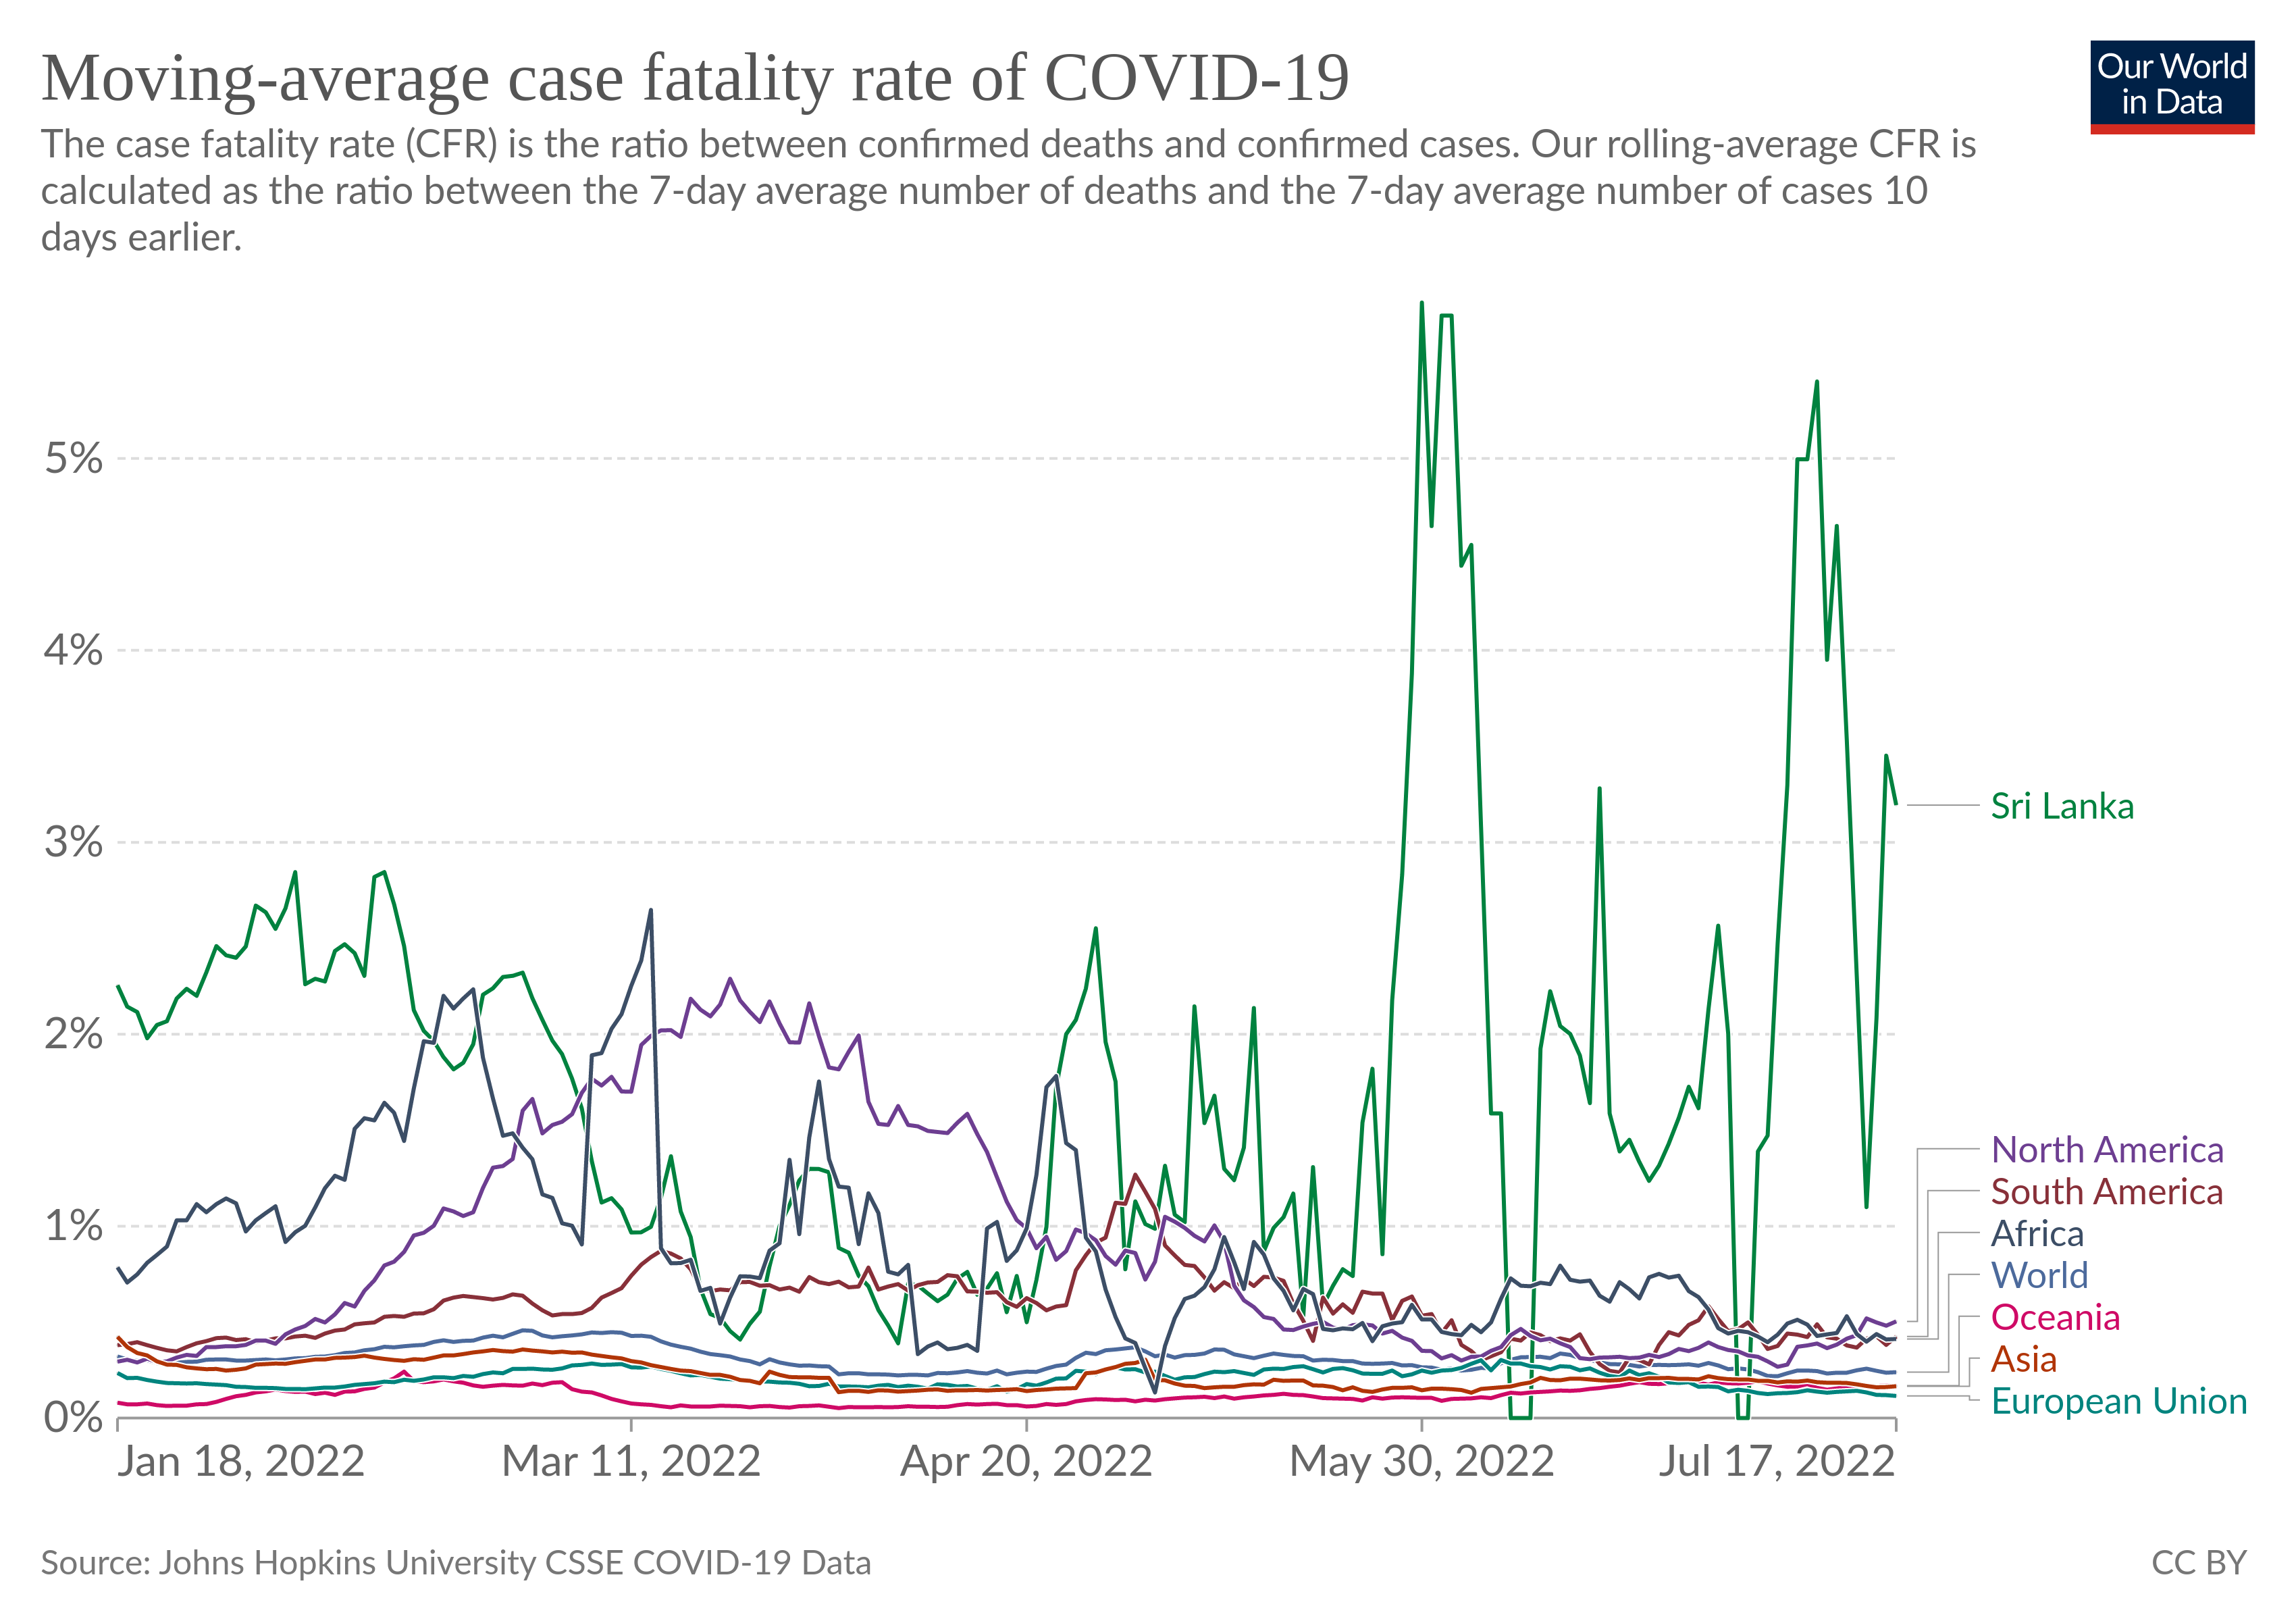 Moving-average case fatality rate of COVID-19
Our World
in Data
The case fatality rate (CFR) is the ratio between confirmed deaths and confirmed cases. Our rolling-average CFR is
calculated as the ratio between the 7-day average number of deaths and the 7-day average number of cases 10
days earlier.
5%
4%
3%
2%
1%
0%
Sri Lanka
North America
South America
Africa
World
Oceania
Asia
European Union
Jan 18, 2022
Mar 11, 2022
Apr 20, 2022
May 30, 2022
Jul 17, 2022
Source: Johns Hopkins University CSSE COVID-19 Data
CC BY